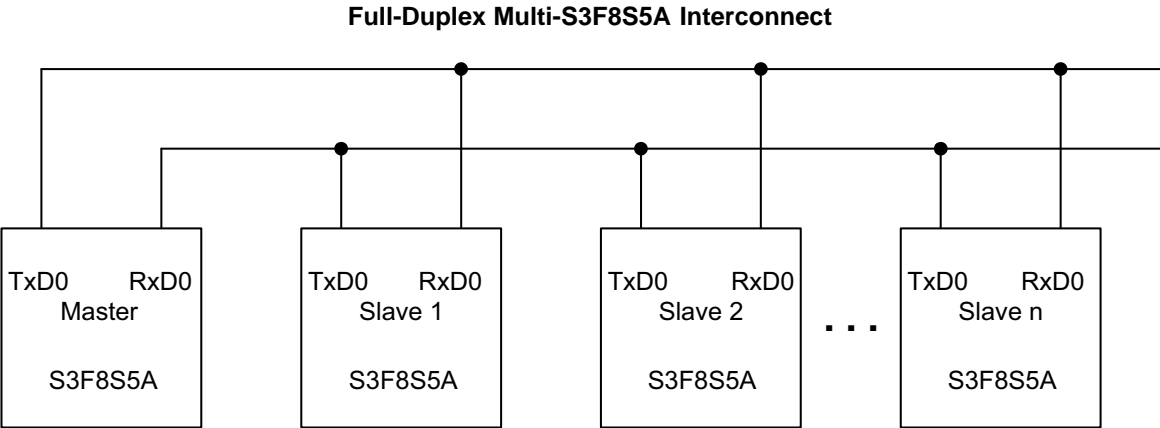 Full-Duplex Multi-S3F8S5A Interconnect
TxD0 RxD0
Master
S3F8S5A
TxD0 RxD0
Slave 1
S3F8S5A
TxD0 RxD0
Slave 2
S3F8S5A
. . .
TxD0 RxD0
Slave n
S3F8S5A